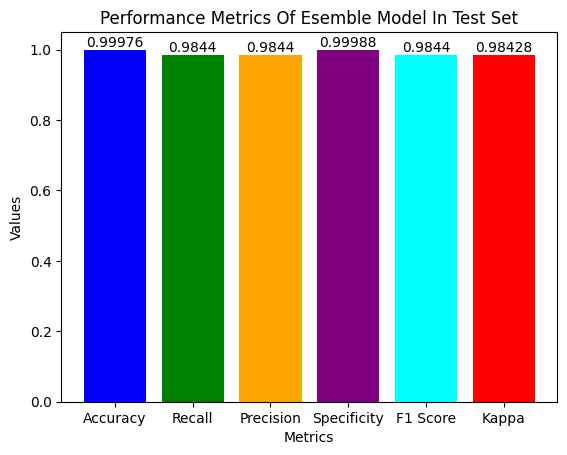 Performance Metrics Of Esemble Model In Test Set
0.99976
0.9844
0.9844
0.99988
0.9844
0.98428
1.0
0.8
0.6
0.4
0.2
0.0
Values
Accuracy
Recall
Precision
Specificity
F1 Score
Kappa
Metrics